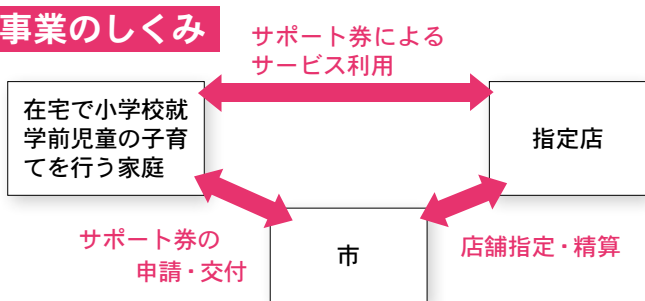 事業のしくみ
サポート券による
サービス利用
在宅で小学校就
学前児童の子育
てを行う家庭
指定店
サポート券の
申請・交付
市
店舗指定・精算